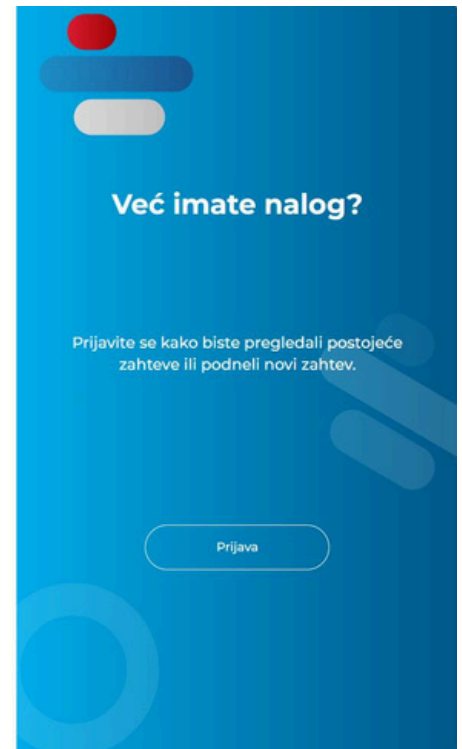 Već imate nalog?
Prijavite se kako biste pregledali postojeće
zahteve ili podneli novi zahtev.
Prijava